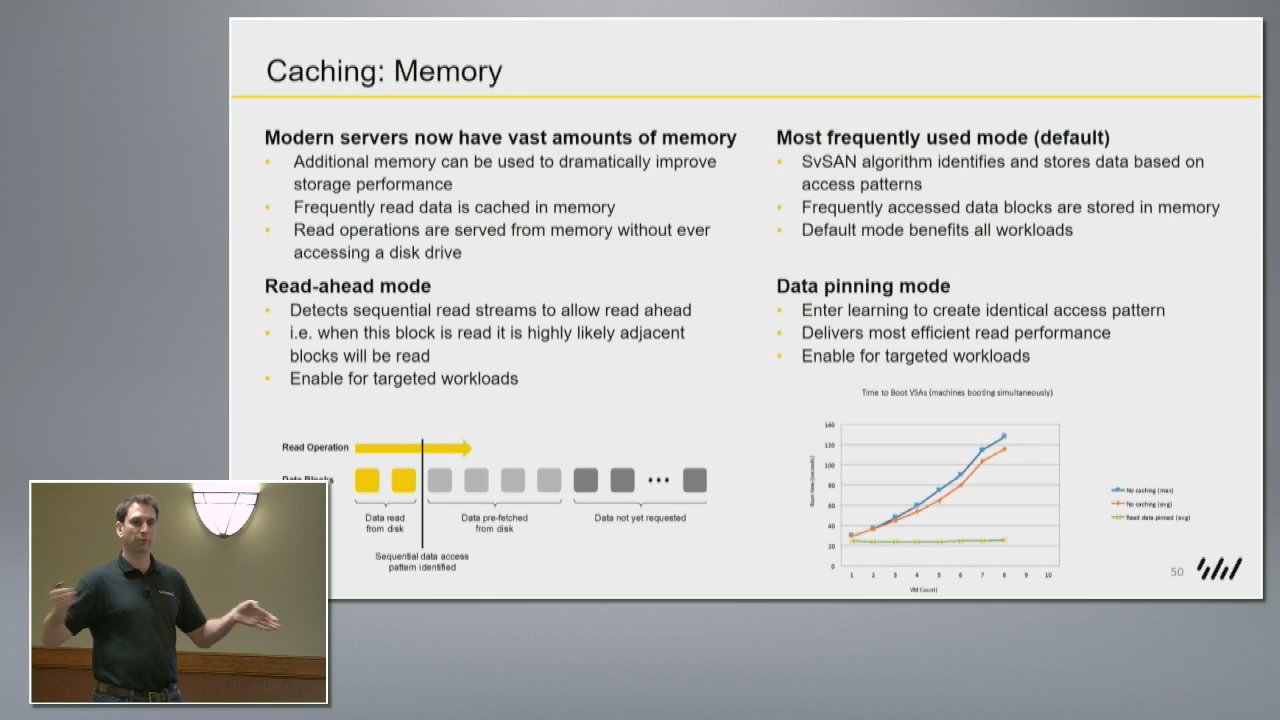 Caching: Memory
Modern servers now have vast amounts of memory
• Additional memory can be used to dramatically improve
storage performance
• Frequently read data is cached in memory
• Read operations are served from memory without ever
accessing a disk drive
Read-ahead mode
• Detects sequential read streams to allow read ahead
• i.e. when this block is read it is highly likely adjacent
blocks will be read
• Enable for targeted workloads
Read Operation
Data Blocks
•••
Data read
from disk
Data pre-fetched
from disk
Data not yet requested
Sequential data access
pattern identified
Most frequently used mode (default)
• SvSAN algorithm identifies and stores data based on
access patterns
• Frequently accessed data blocks are stored in memory
• Default mode benefits all workloads
Data pinning mode
• Enter learning to create identical access pattern
• Delivers most efficient read performance
• Enable for targeted workloads
Time to Boot VSAs (machines booting simultaneously)
Boot time (seconds)
140
120
100
80
60
40
20
0
1 2 3 4 5 6 7 8 9 10
VM (count)
No caching (max)
No caching (avg)
Read data pinned (avg)
50